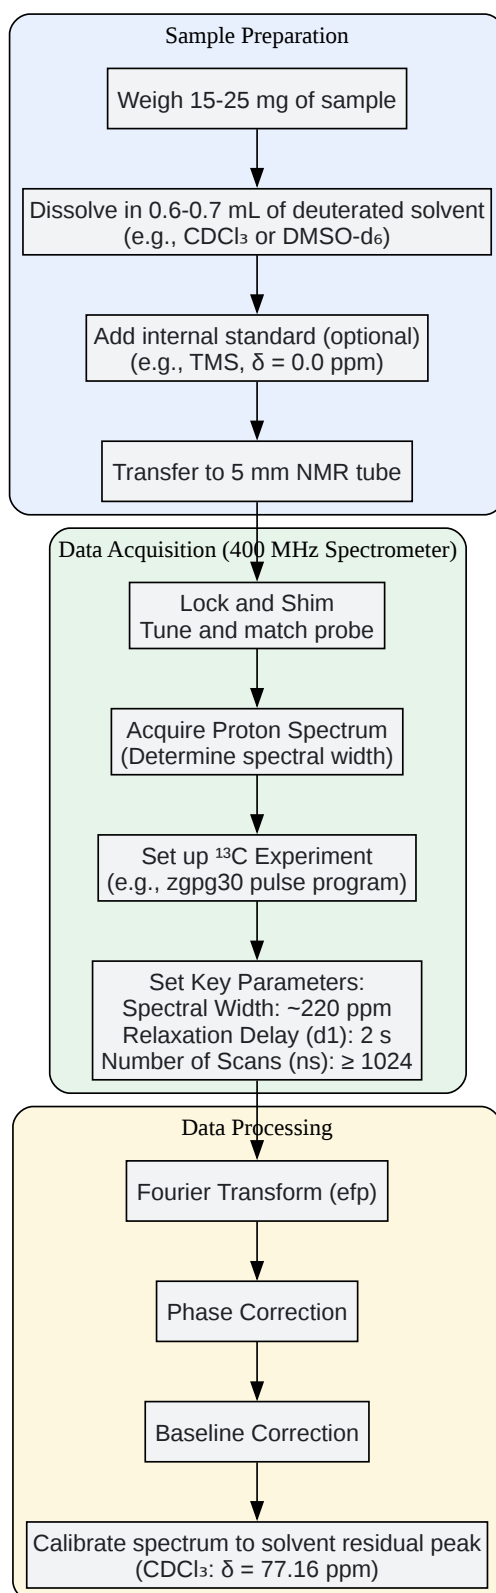 Sample Preparation
Weigh 15-25 mg of sample
Dissolve in 0.6-0.7 mL of deuterated solvent
(e.g., CDCl₃ or DMSO-d₆)
Add internal standard (optional)
(e.g., TMS, δ = 0.0 ppm)
Transfer to 5 mm NMR tube
Data Acquisition (400 MHz Spectrometer)
Lock and Shim
Tune and match probe
Acquire Proton Spectrum
(Determine spectral width)
Set up ¹³C Experiment
(e.g., zgpg30 pulse program)
Set Key Parameters:
Spectral Width: ~220 ppm
Relaxation Delay (d1): 2 s
Number of Scans (ns): ≥ 1024
Data Processing
Fourier Transform (efp)
Phase Correction
Baseline Correction
Calibrate spectrum to solvent residual peak
(CDCl₃: δ = 77.16 ppm)